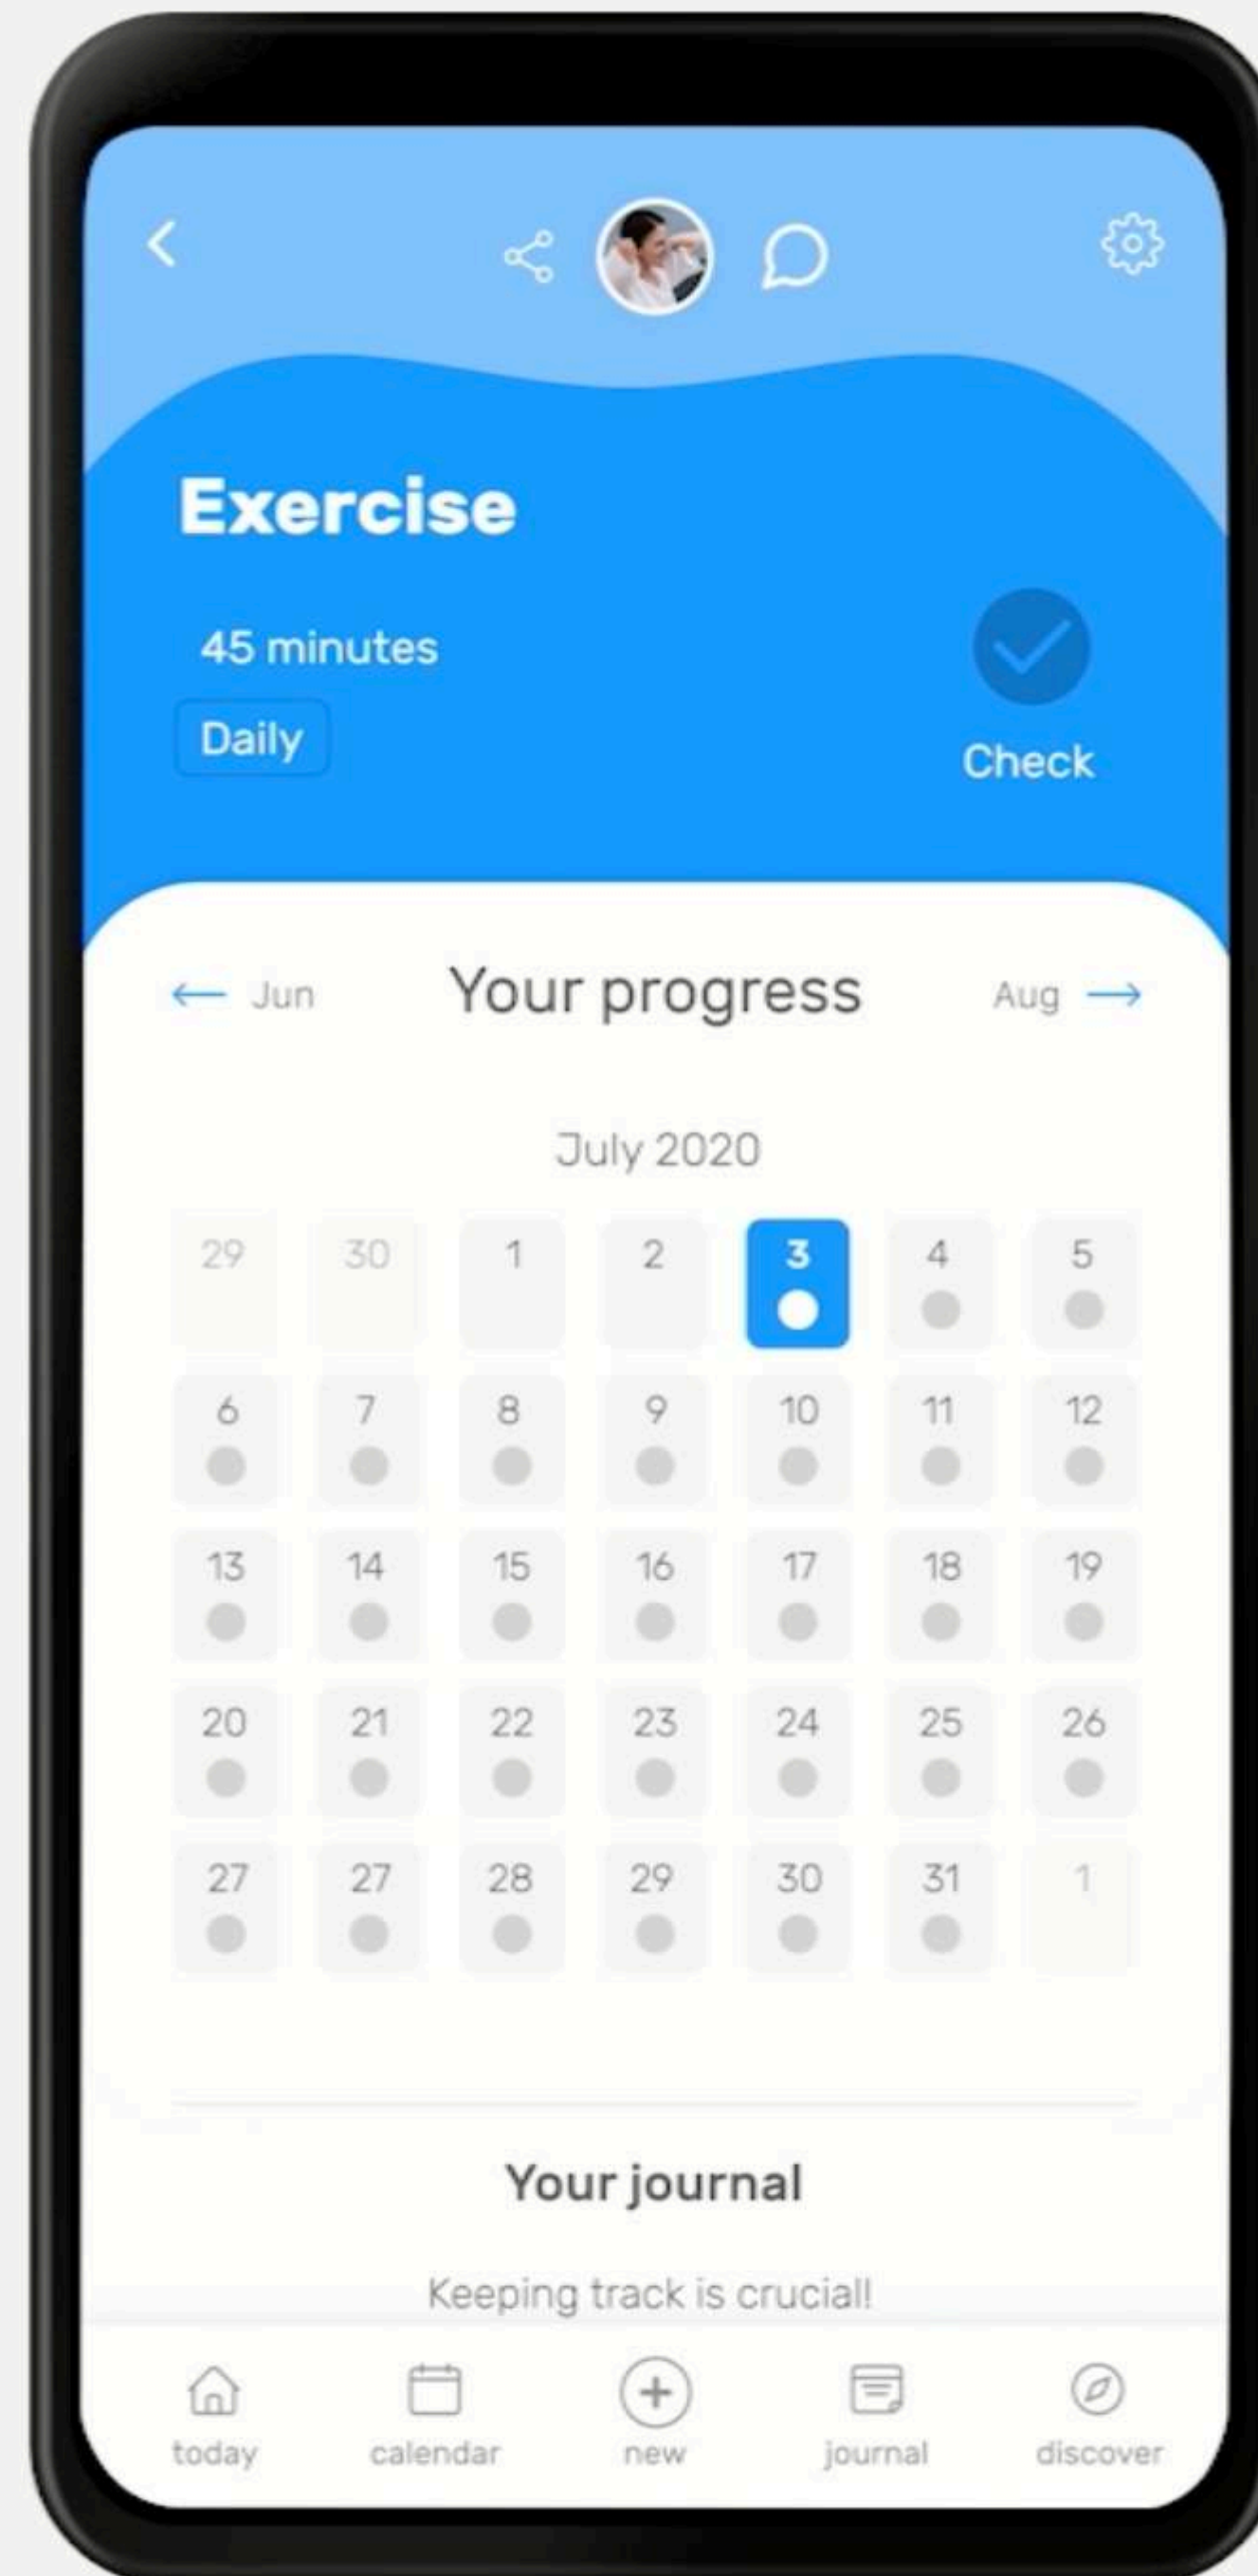 Exercise
45 minutes
Daily
Check
Jun
Your progress
Aug
July 2020
29 30 1 2 3 4 5
6 7 8 9 10 11 12
13 14 15 16 17 18 19
20 21 22 23 24 25 26
27 27 28 29 30 31 1
Your journal
Keeping track is crucial!
today calendar new journal discover